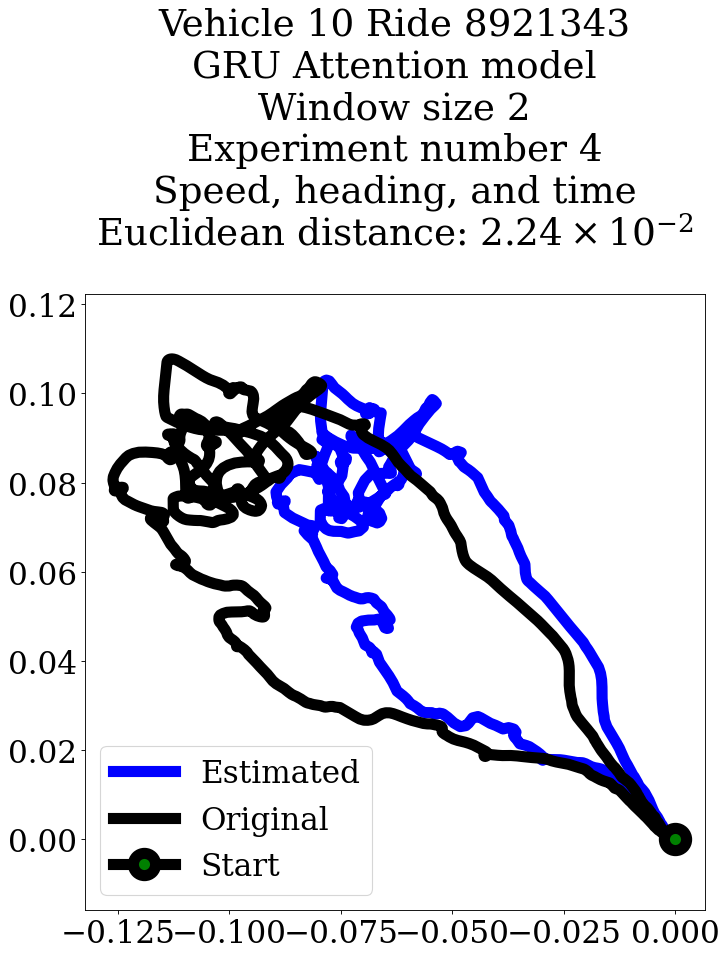 Vehicle 10 Ride 8921343
GRU Attention model
Window size 2
Experiment number 4
Speed, heading, and time
Euclidean distance: 2.24 × 10⁻²
0.12
0.10
0.08
0.06
0.04
0.02
0.00
Estimated
Original
Start
−0.125 −0.100 −0.075 −0.050 −0.025 0.000